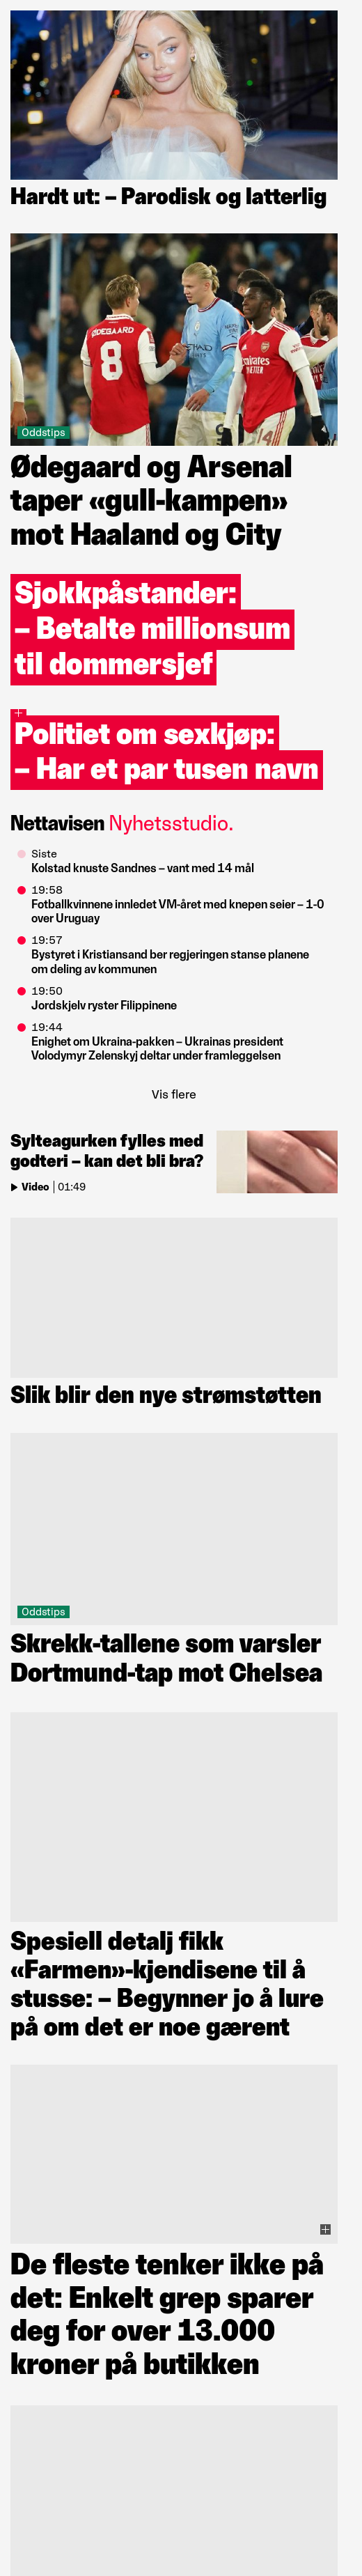 Hardt ut: – Parodisk og latterlig
ØDEGAARD
8
ETIHAD
Emirates
14
Oddstips
Ødegaard og Arsenal
taper «gull-kampen»
mot Haaland og City
Sjokkpåstander:
– Betalte millionsum
til dommersjef
Politiet om sexkjøp:
– Har et par tusen navn
Nettavisen Nyhetsstudio.
Siste
Kolstad knuste Sandnes – vant med 14 mål
19:58
Fotballkvinnene innledet VM-året med knepen seier – 1-0
over Uruguay
19:57
Bystyret i Kristiansand ber regjeringen stanse planene
om deling av kommunen
19:50
Jordskjelv ryster Filippinene
19:44
Enighet om Ukraina-pakken – Ukrainas president
Volodymyr Zelenskyj deltar under framleggelsen
Vis flere
Sylteagurken fylles med
godteri – kan det bli bra?
Video | 01:49
Slik blir den nye strømstøtten
Oddstips
Skrekk-tallene som varsler
Dortmund-tap mot Chelsea
Spesiell detalj fikk
«Farmen»-kjendisene til å
stusse: – Begynner jo å lure
på om det er noe gærent
De fleste tenker ikke på
det: Enkelt grep sparer
deg for over 13.000
kroner på butikken